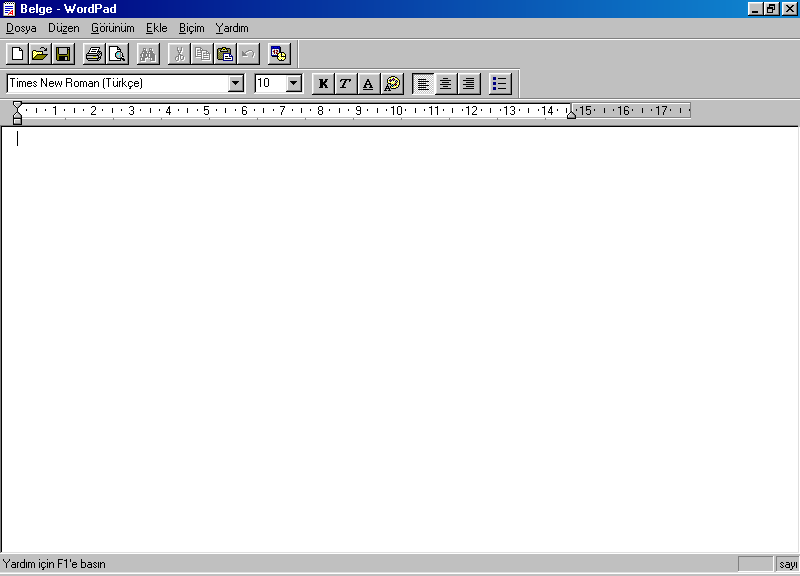 Belge - WordPad
Dosya Düzen Görünüm Ekle Biçim Yardım
Times New Roman (Türkçe) 10 K T A
1 2 3 4 5 6 7 8 9 10 11 12 13 14 15 16 17
Yardım için F1'e basın sayı